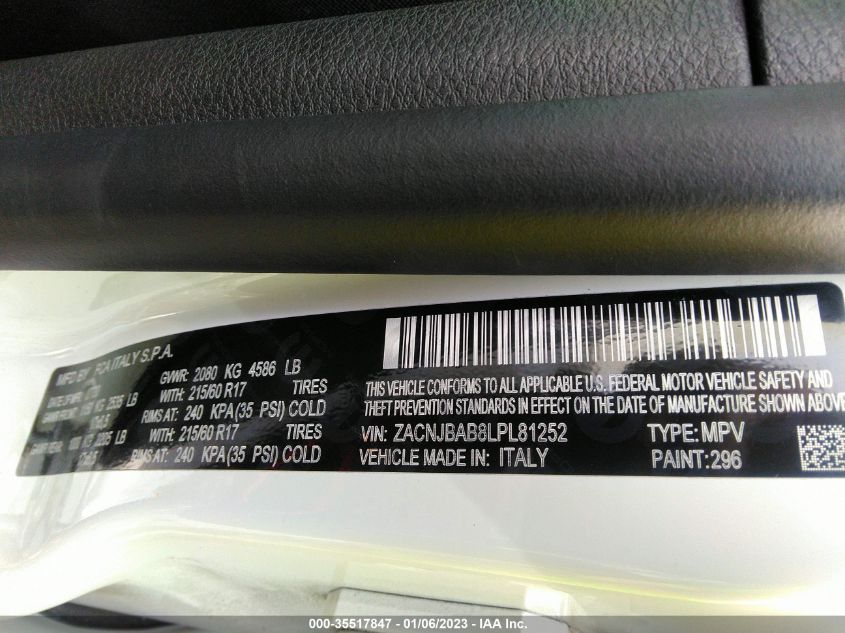 MFD BY FCA ITALY S.P.A.
GVWR: 2080 KG 4586 LB
WITH: 215/60 R17 TIRES
RIMS AT: 240 KPA (35 PSI) COLD
WITH: 215/60 R17 TIRES
RIMS AT: 240 KPA (35 PSI) COLD
THIS VEHICLE CONFORMS TO ALL APPLICABLE U.S. FEDERAL MOTOR VEHICLE SAFETY AND
THEFT PREVENTION STANDARDS IN EFFECT ON THE DATE OF MANUFACTURE SHOWN ABOVE
VIN: ZACNJBAB8LPL81252 TYPE: MPV
VEHICLE MADE IN: ITALY PAINT: 296
000-35517847 - 01/06/2023 - IAA Inc.